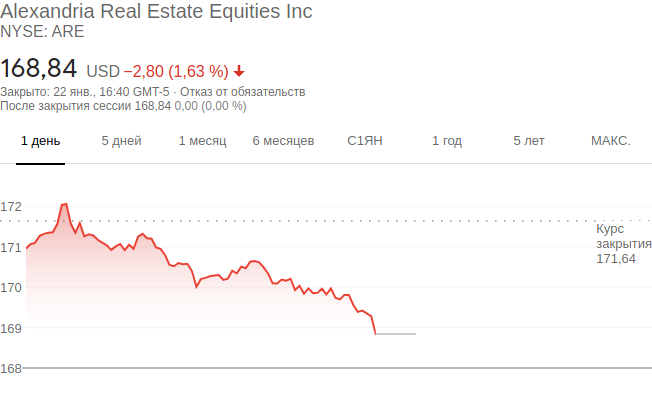 Alexandria Real Estate Equities Inc
NYSE: ARE
168,84 USD −2,80 (1,63 %)
Закрыто: 22 янв., 16:40 GMT-5 · Отказ от обязательств
После закрытия сессии 168,84 0,00 (0,00 %)
1 день 5 дней 1 месяц 6 месяцев С1ЯН 1 год 5 лет МАКС.
172
Курс
закрытия
171,64
171
170
169
168